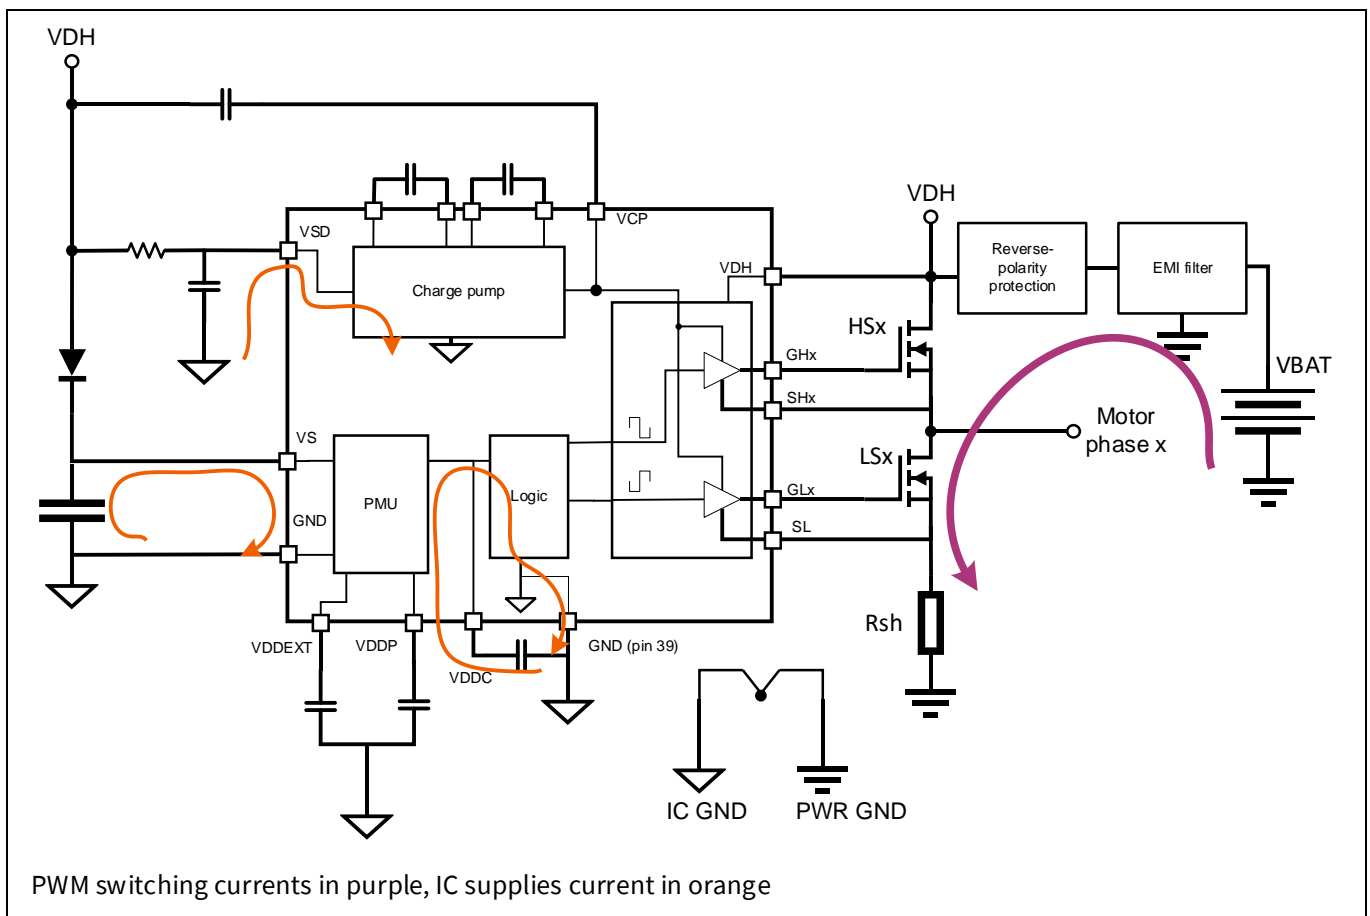 VDH
VSD
VCP
Charge pump
VDH
VDH
Reverse-
polarity
protection
EMI filter
HSx
GHx
SHx
VBAT
Motor
phase x
VS
PMU
Logic
LSx
GLx
GND
SL
VDDEXT
VDDP
VDDC
GND (pin 39)
Rsh
IC GND
PWR GND
PWM switching currents in purple, IC supplies current in orange